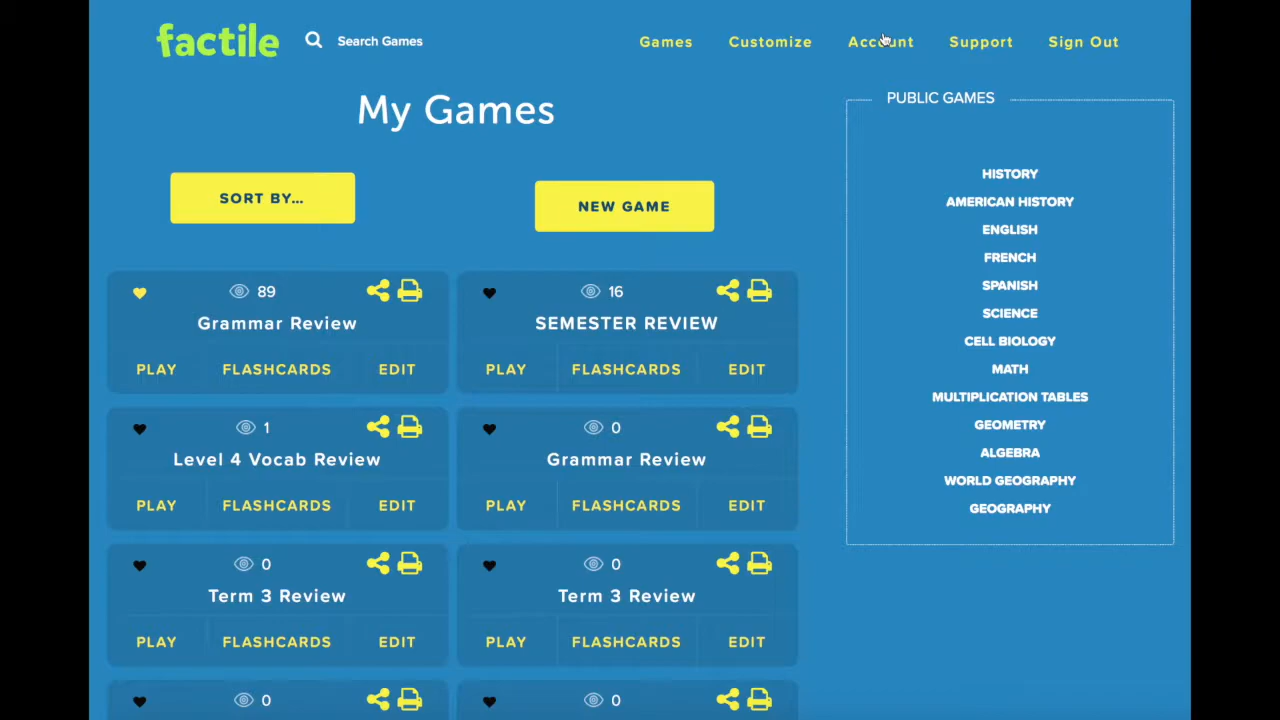 factile
Search Games
Games Customize Account Support Sign Out
My Games
SORT BY...
NEW GAME
89
Grammar Review
PLAY FLASHCARDS EDIT
16
SEMESTER REVIEW
PLAY FLASHCARDS EDIT
1
Level 4 Vocab Review
PLAY FLASHCARDS EDIT
0
Grammar Review
PLAY FLASHCARDS EDIT
0
Term 3 Review
PLAY FLASHCARDS EDIT
0
Term 3 Review
PLAY FLASHCARDS EDIT
0
0
PUBLIC GAMES
HISTORY
AMERICAN HISTORY
ENGLISH
FRENCH
SPANISH
SCIENCE
CELL BIOLOGY
MATH
MULTIPLICATION TABLES
GEOMETRY
ALGEBRA
WORLD GEOGRAPHY
GEOGRAPHY